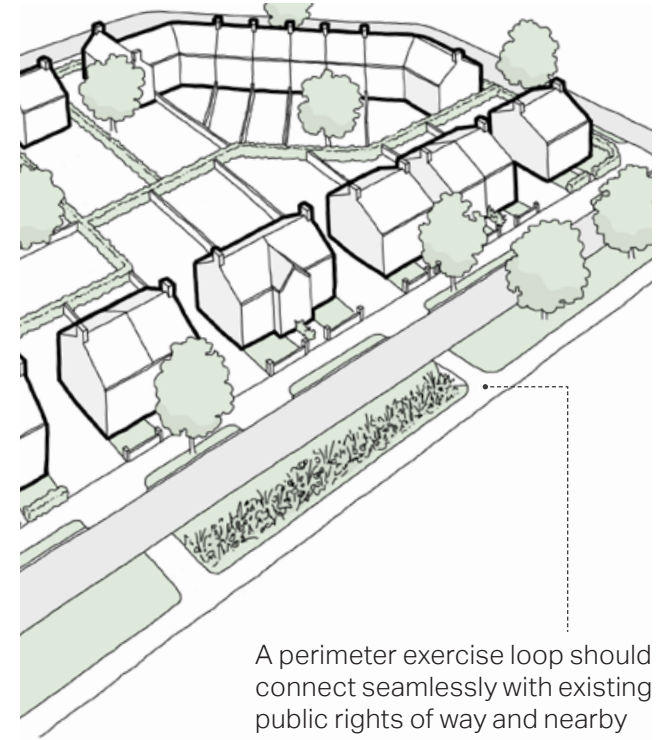 A perimeter exercise loop should
connect seamlessly with existing
public rights of way and nearby